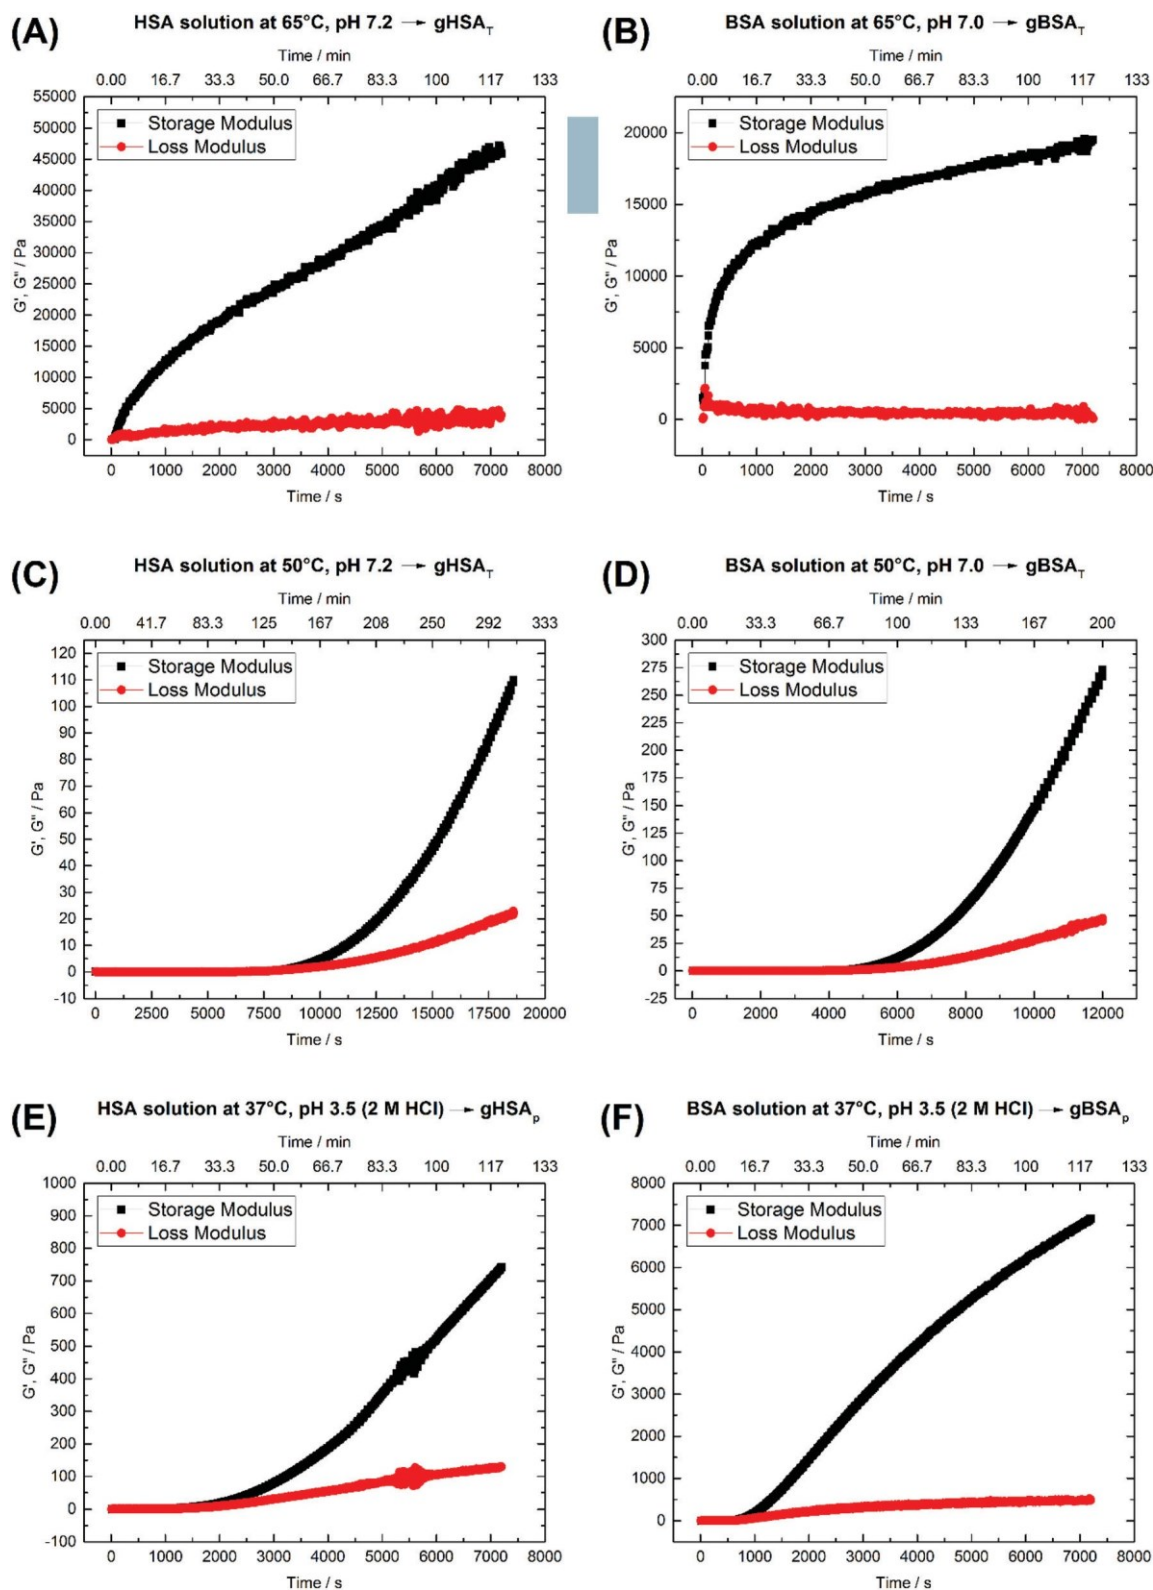 (A)
HSA solution at 65°C, pH 7.2 → gHSA_T
Time / min
0.00 16.7 33.3 50.0 66.7 83.3 100 117 133
55000
50000
45000
40000
35000
30000
25000
20000
15000
10000
5000
0
G', G'' / Pa
Storage Modulus
Loss Modulus
0 1000 2000 3000 4000 5000 6000 7000 8000
Time / s
(B)
BSA solution at 65°C, pH 7.0 → gBSA_T
Time / min
0.00 16.7 33.3 50.0 66.7 83.3 100 117 133
20000
15000
10000
5000
0
G', G'' / Pa
Storage Modulus
Loss Modulus
0 1000 2000 3000 4000 5000 6000 7000 8000
Time / s
(C)
HSA solution at 50°C, pH 7.2 → gHSA_T
Time / min
0.00 41.7 83.3 125 167 208 250 292 333
120
110
100
90
80
70
60
50
40
30
20
10
0
-10
G', G'' / Pa
Storage Modulus
Loss Modulus
0 2500 5000 7500 10000 12500 15000 17500 20000
Time / s
(D)
BSA solution at 50°C, pH 7.0 → gBSA_T
Time / min
0.00 33.3 66.7 100 133 167 200
300
275
250
225
200
175
150
125
100
75
50
25
0
-25
G', G'' / Pa
Storage Modulus
Loss Modulus
0 2000 4000 6000 8000 10000 12000
Time / s
(E)
HSA solution at 37°C, pH 3.5 (2 M HCl) → gHSA_p
Time / min
0.00 16.7 33.3 50.0 66.7 83.3 100 117 133
1000
900
800
700
600
500
400
300
200
100
0
-100
G', G'' / Pa
Storage Modulus
Loss Modulus
0 1000 2000 3000 4000 5000 6000 7000 8000
Time / s
(F)
BSA solution at 37°C, pH 3.5 (2 M HCl) → gBSA_p
Time / min
0.00 16.7 33.3 50.0 66.7 83.3 100 117 133
8000
7000
6000
5000
4000
3000
2000
1000
0
G', G'' / Pa
Storage Modulus
Loss Modulus
0 1000 2000 3000 4000 5000 6000 7000 8000
Time / s